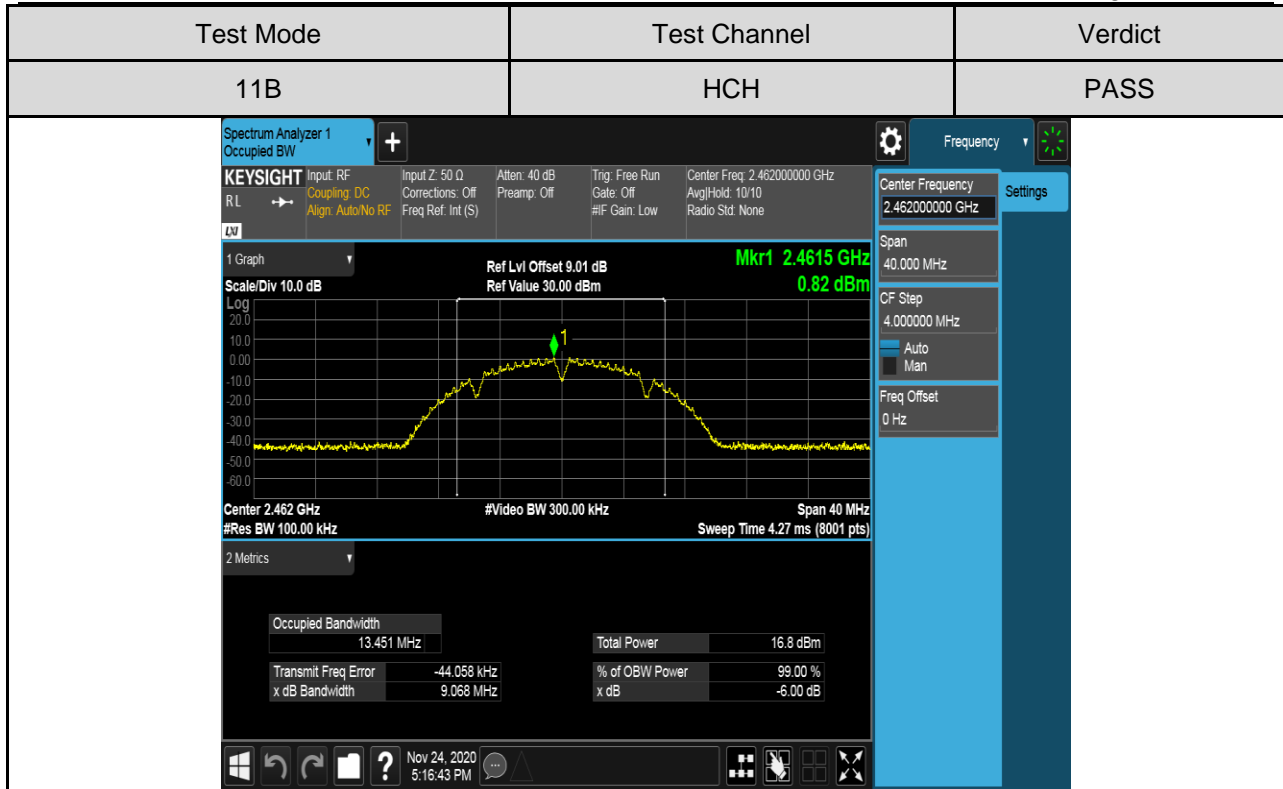 Test Mode Test Channel Verdict
11B HCH PASS
Spectrum Analyzer 1
Occupied BW
+
Frequency
KEYSIGHT Input: RF Input Z: 50 Ω Atten: 40 dB Trig: Free Run Center Freq: 2.462000000 GHz
RL Coupling: DC Corrections: Off Preamp: Off Gate: Off Avg|Hold: 10/10
Align: Auto/No RF Freq Ref: Int (S) #IF Gain: Low Radio Std: None
LXI
Center Frequency
2.462000000 GHz
Settings
Span
40.000 MHz
CF Step
4.000000 MHz
Auto
Man
Freq Offset
0 Hz
1 Graph
Ref Lvl Offset 9.01 dB
Mkr1 2.4615 GHz
Scale/Div 10.0 dB Ref Value 30.00 dBm 0.82 dBm
Log
20.0
10.0
0.00
-10.0
-20.0
-30.0
-40.0
-50.0
-60.0
1
Center 2.462 GHz #Video BW 300.00 kHz Span 40 MHz
#Res BW 100.00 kHz Sweep Time 4.27 ms (8001 pts)
2 Metrics
Occupied Bandwidth
13.451 MHz Total Power 16.8 dBm
Transmit Freq Error -44.058 kHz % of OBW Power 99.00 %
x dB Bandwidth 9.068 MHz x dB -6.00 dB
? Nov 24, 2020
5:16:43 PM